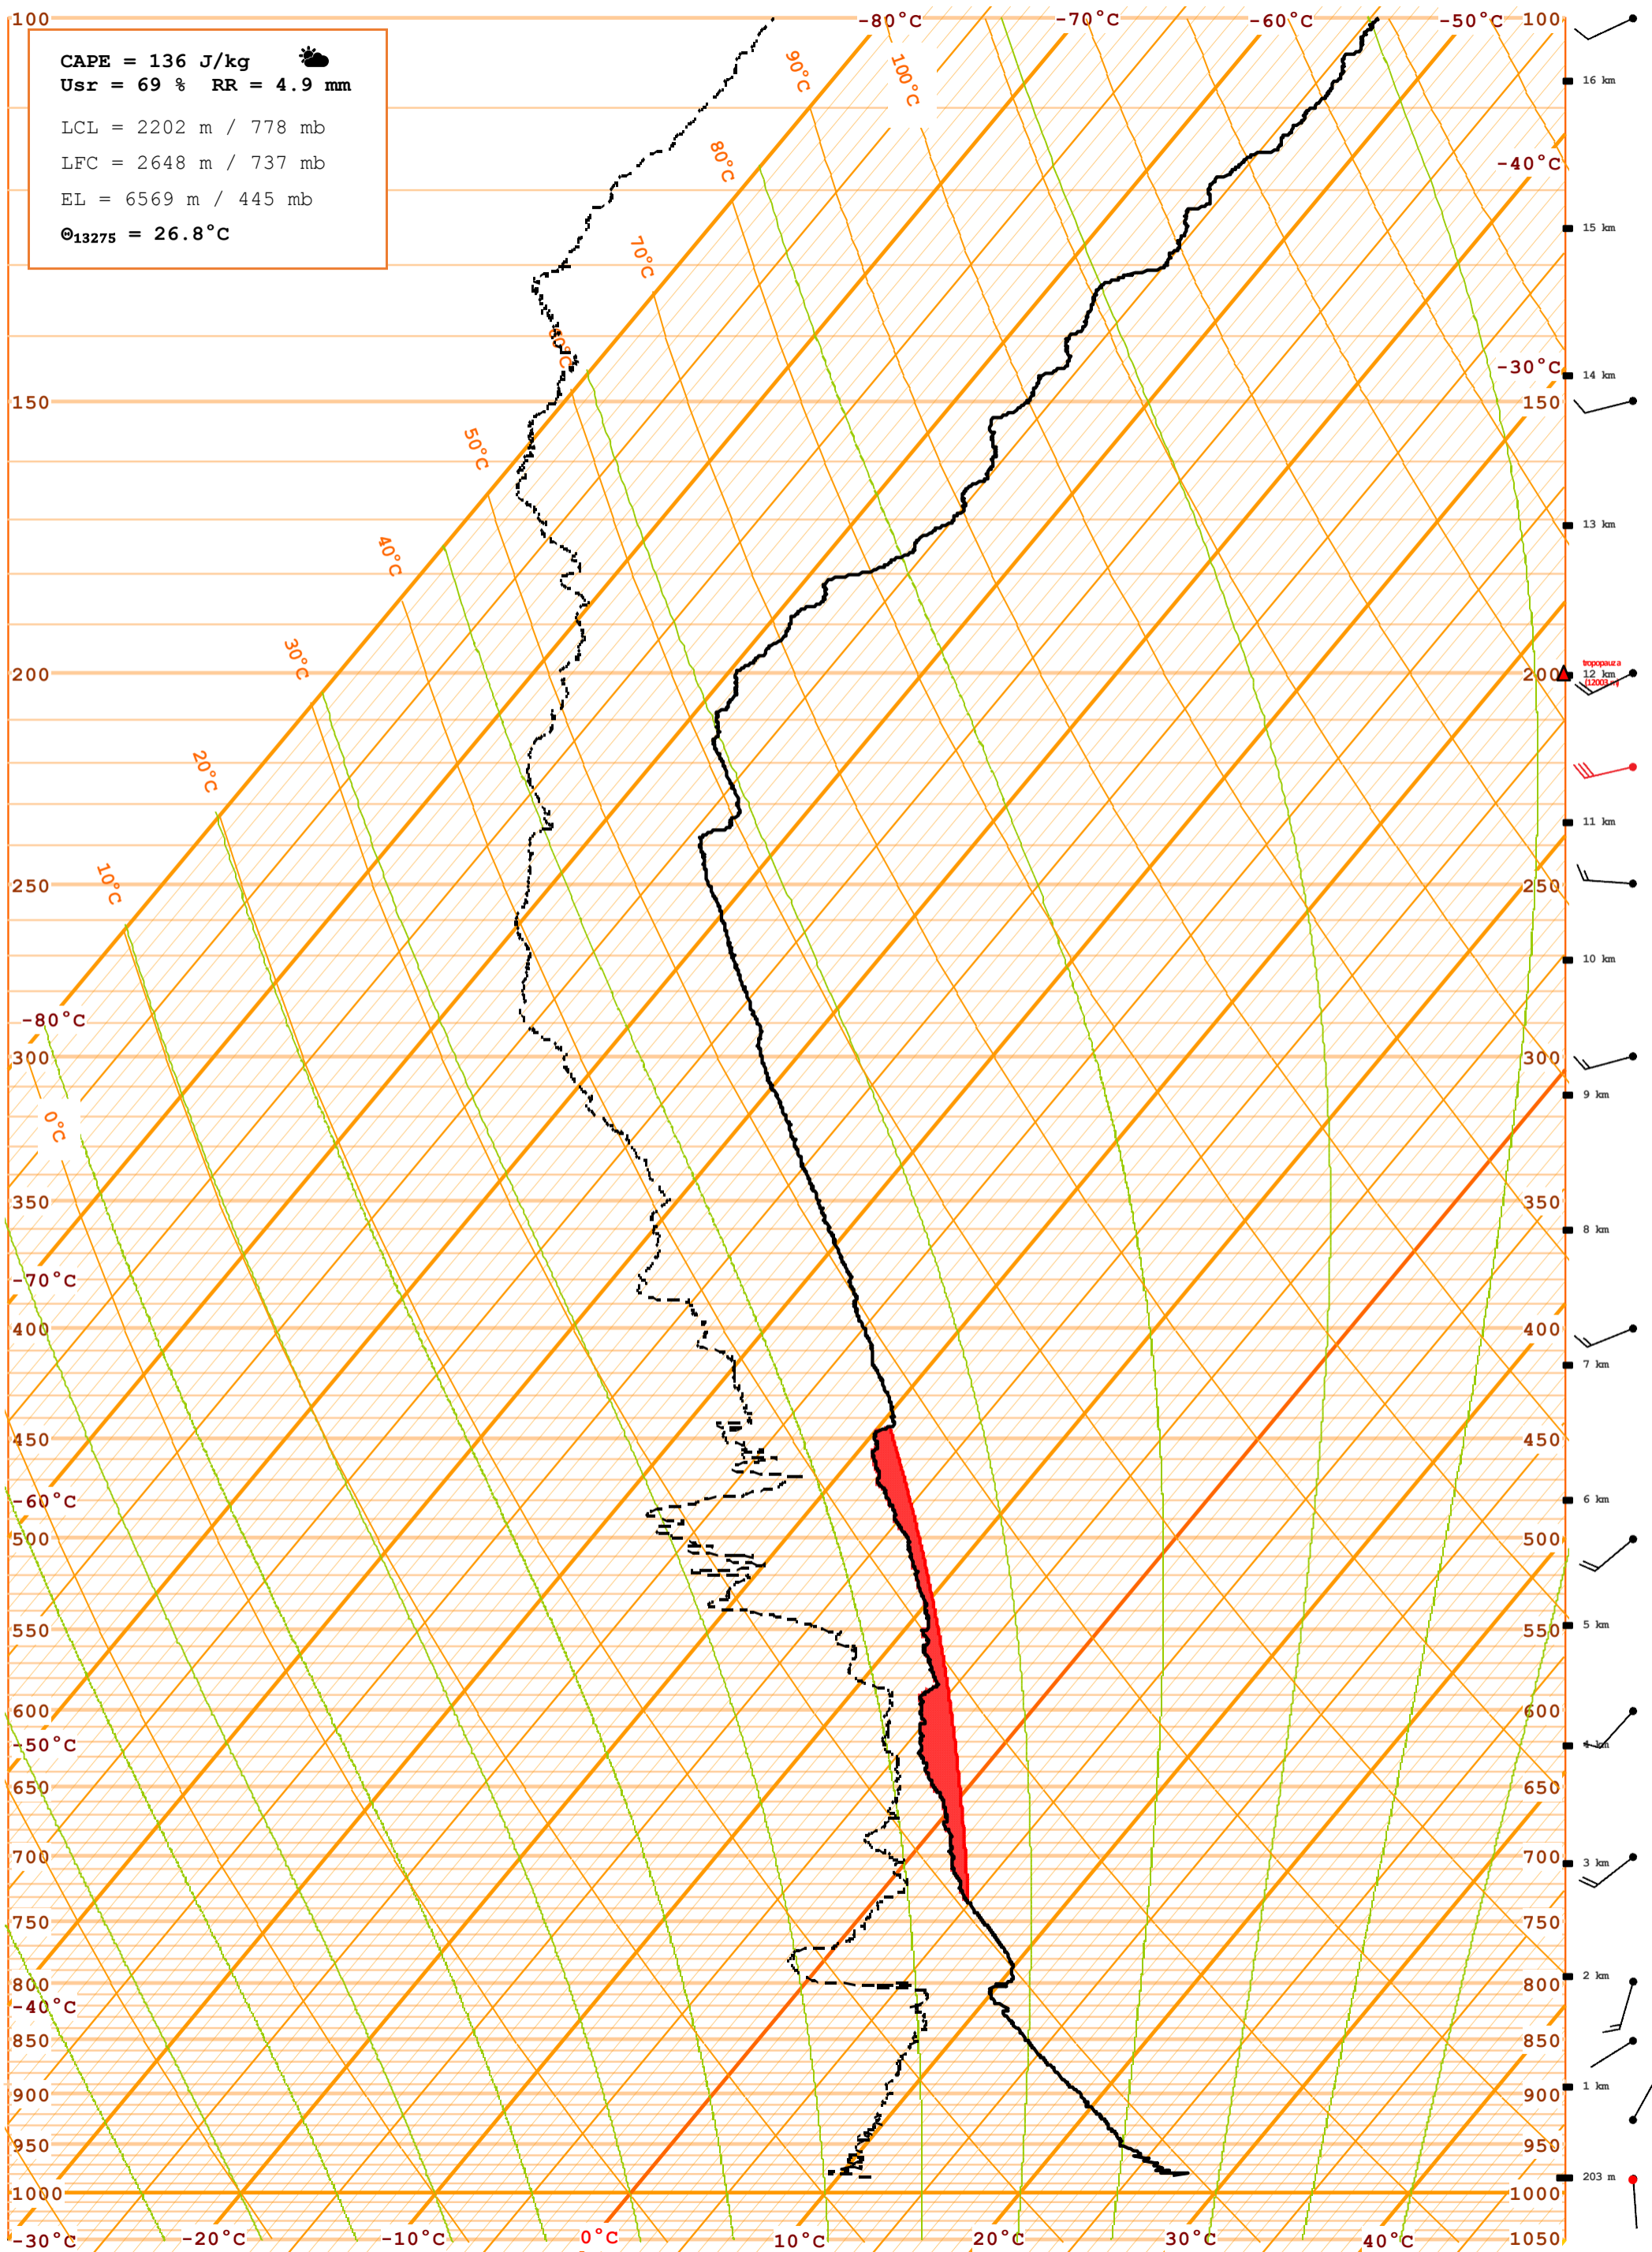 100 -80°C -70°C -60°C -50°C 100
CAPE = 136 J/kg
Usr = 69 % RR = 4.9 mm
LCL = 2202 m / 778 mb
LFC = 2648 m / 737 mb
EL = 6569 m / 445 mb
Θ13275 = 26.8°C
90°C 100°C
16 km
80°C
-40°C
15 km
70°C
60°C
-30°C
14 km
150 150
50°C
13 km
40°C
30°C
tropopauza
200 200 12 km
(12003 m)
20°C
11 km
10°C
250 250
10 km
-80°C
300 300
9 km
0°C
350 350
8 km
-70°C
400 400
7 km
450 450
-60°C
6 km
500 500
550 550
5 km
600 600
-50°C
4 km
650 650
700 700
3 km
750 750
2 km
800 800
-40°C
850 850
1 km
900 900
950 950
203 m
1000 1000
-30°C -20°C -10°C 0°C 10°C 20°C 30°C 40°C 1050